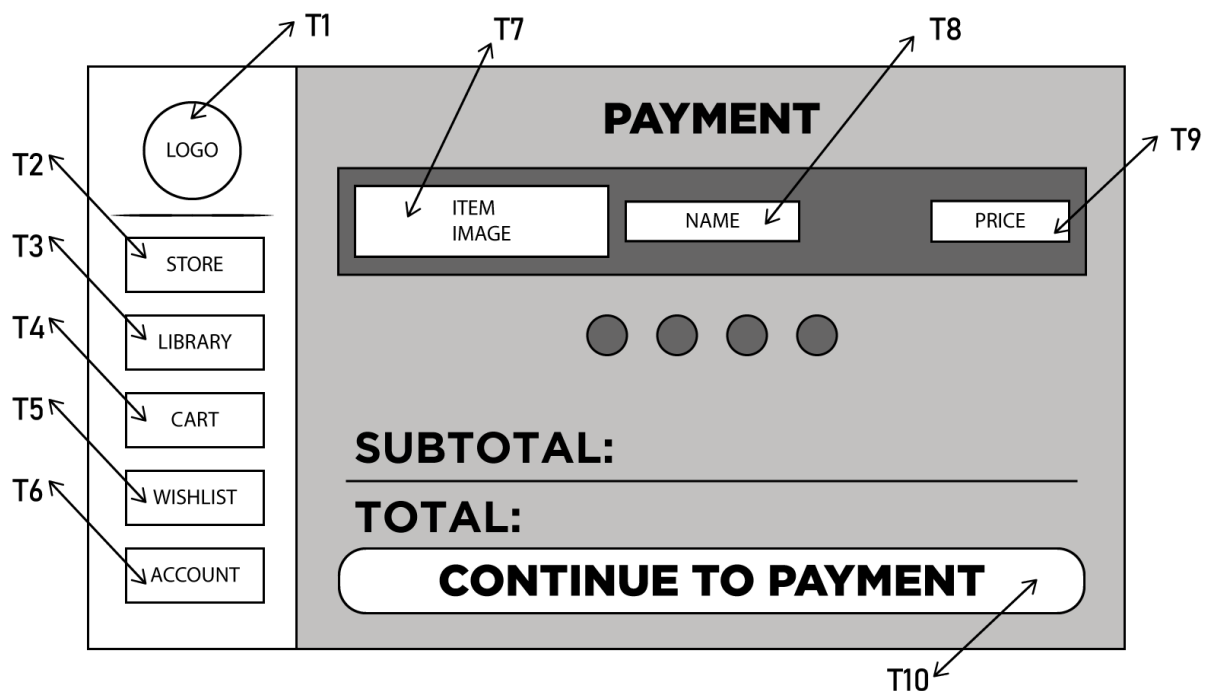 T1
T7
T8
PAYMENT
T9
LOGO
T2
ITEM
IMAGE
NAME
PRICE
T3
STORE
T4
LIBRARY
T5
CART
SUBTOTAL:
T6
WISHLIST
TOTAL:
ACCOUNT
CONTINUE TO PAYMENT
T10